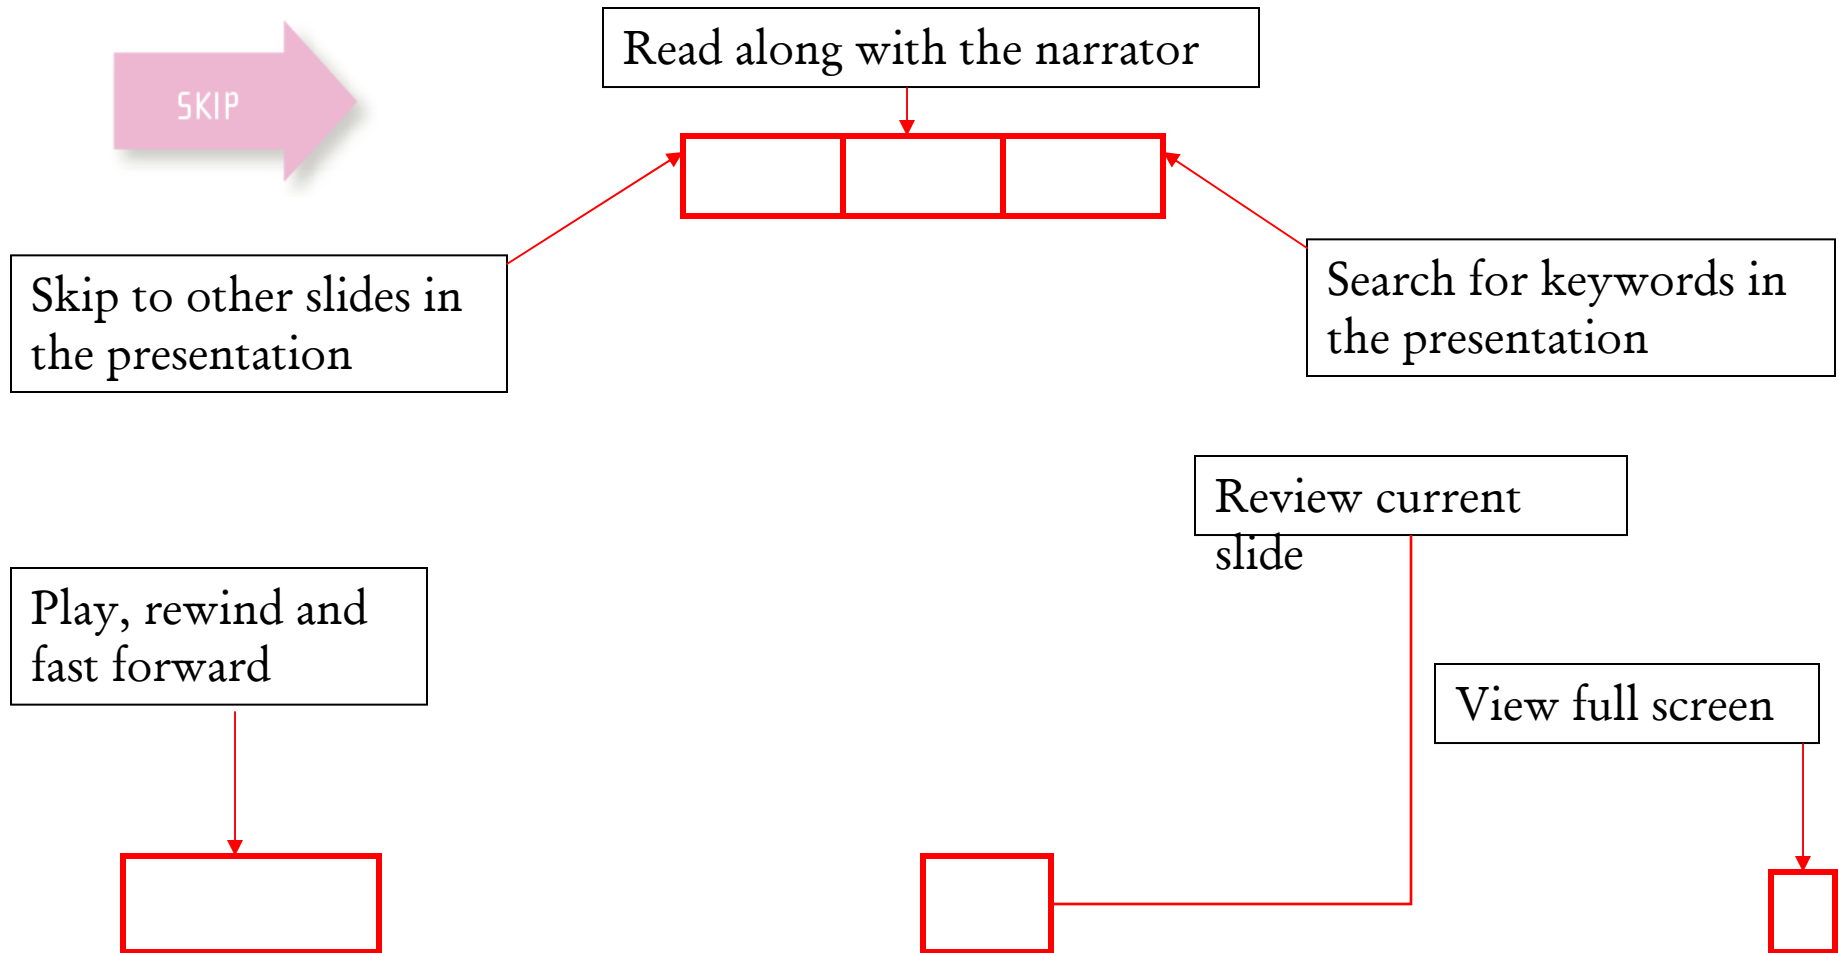 SKIP
Read along with the narrator
Skip to other slides in
the presentation
Search for keywords in
the presentation
Review current
slide
Play, rewind and
fast forward
View full screen